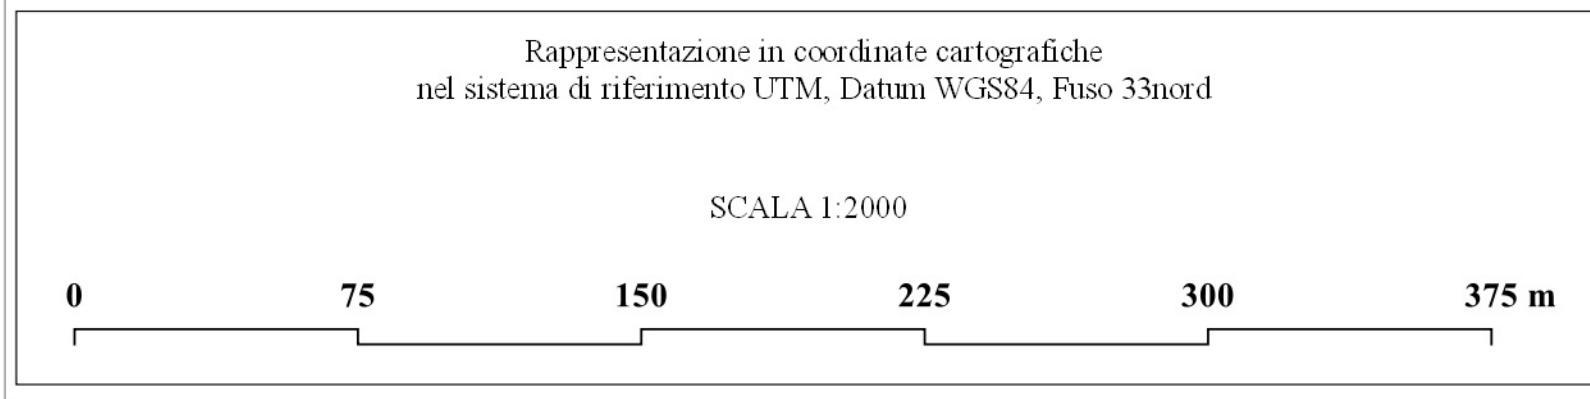 Rappresentazione in coordinate cartografiche
nel sistema di riferimento UTM, Datum WGS84, Fuso 33nord
SCALA 1:2000
0 75 150 225 300 375 m